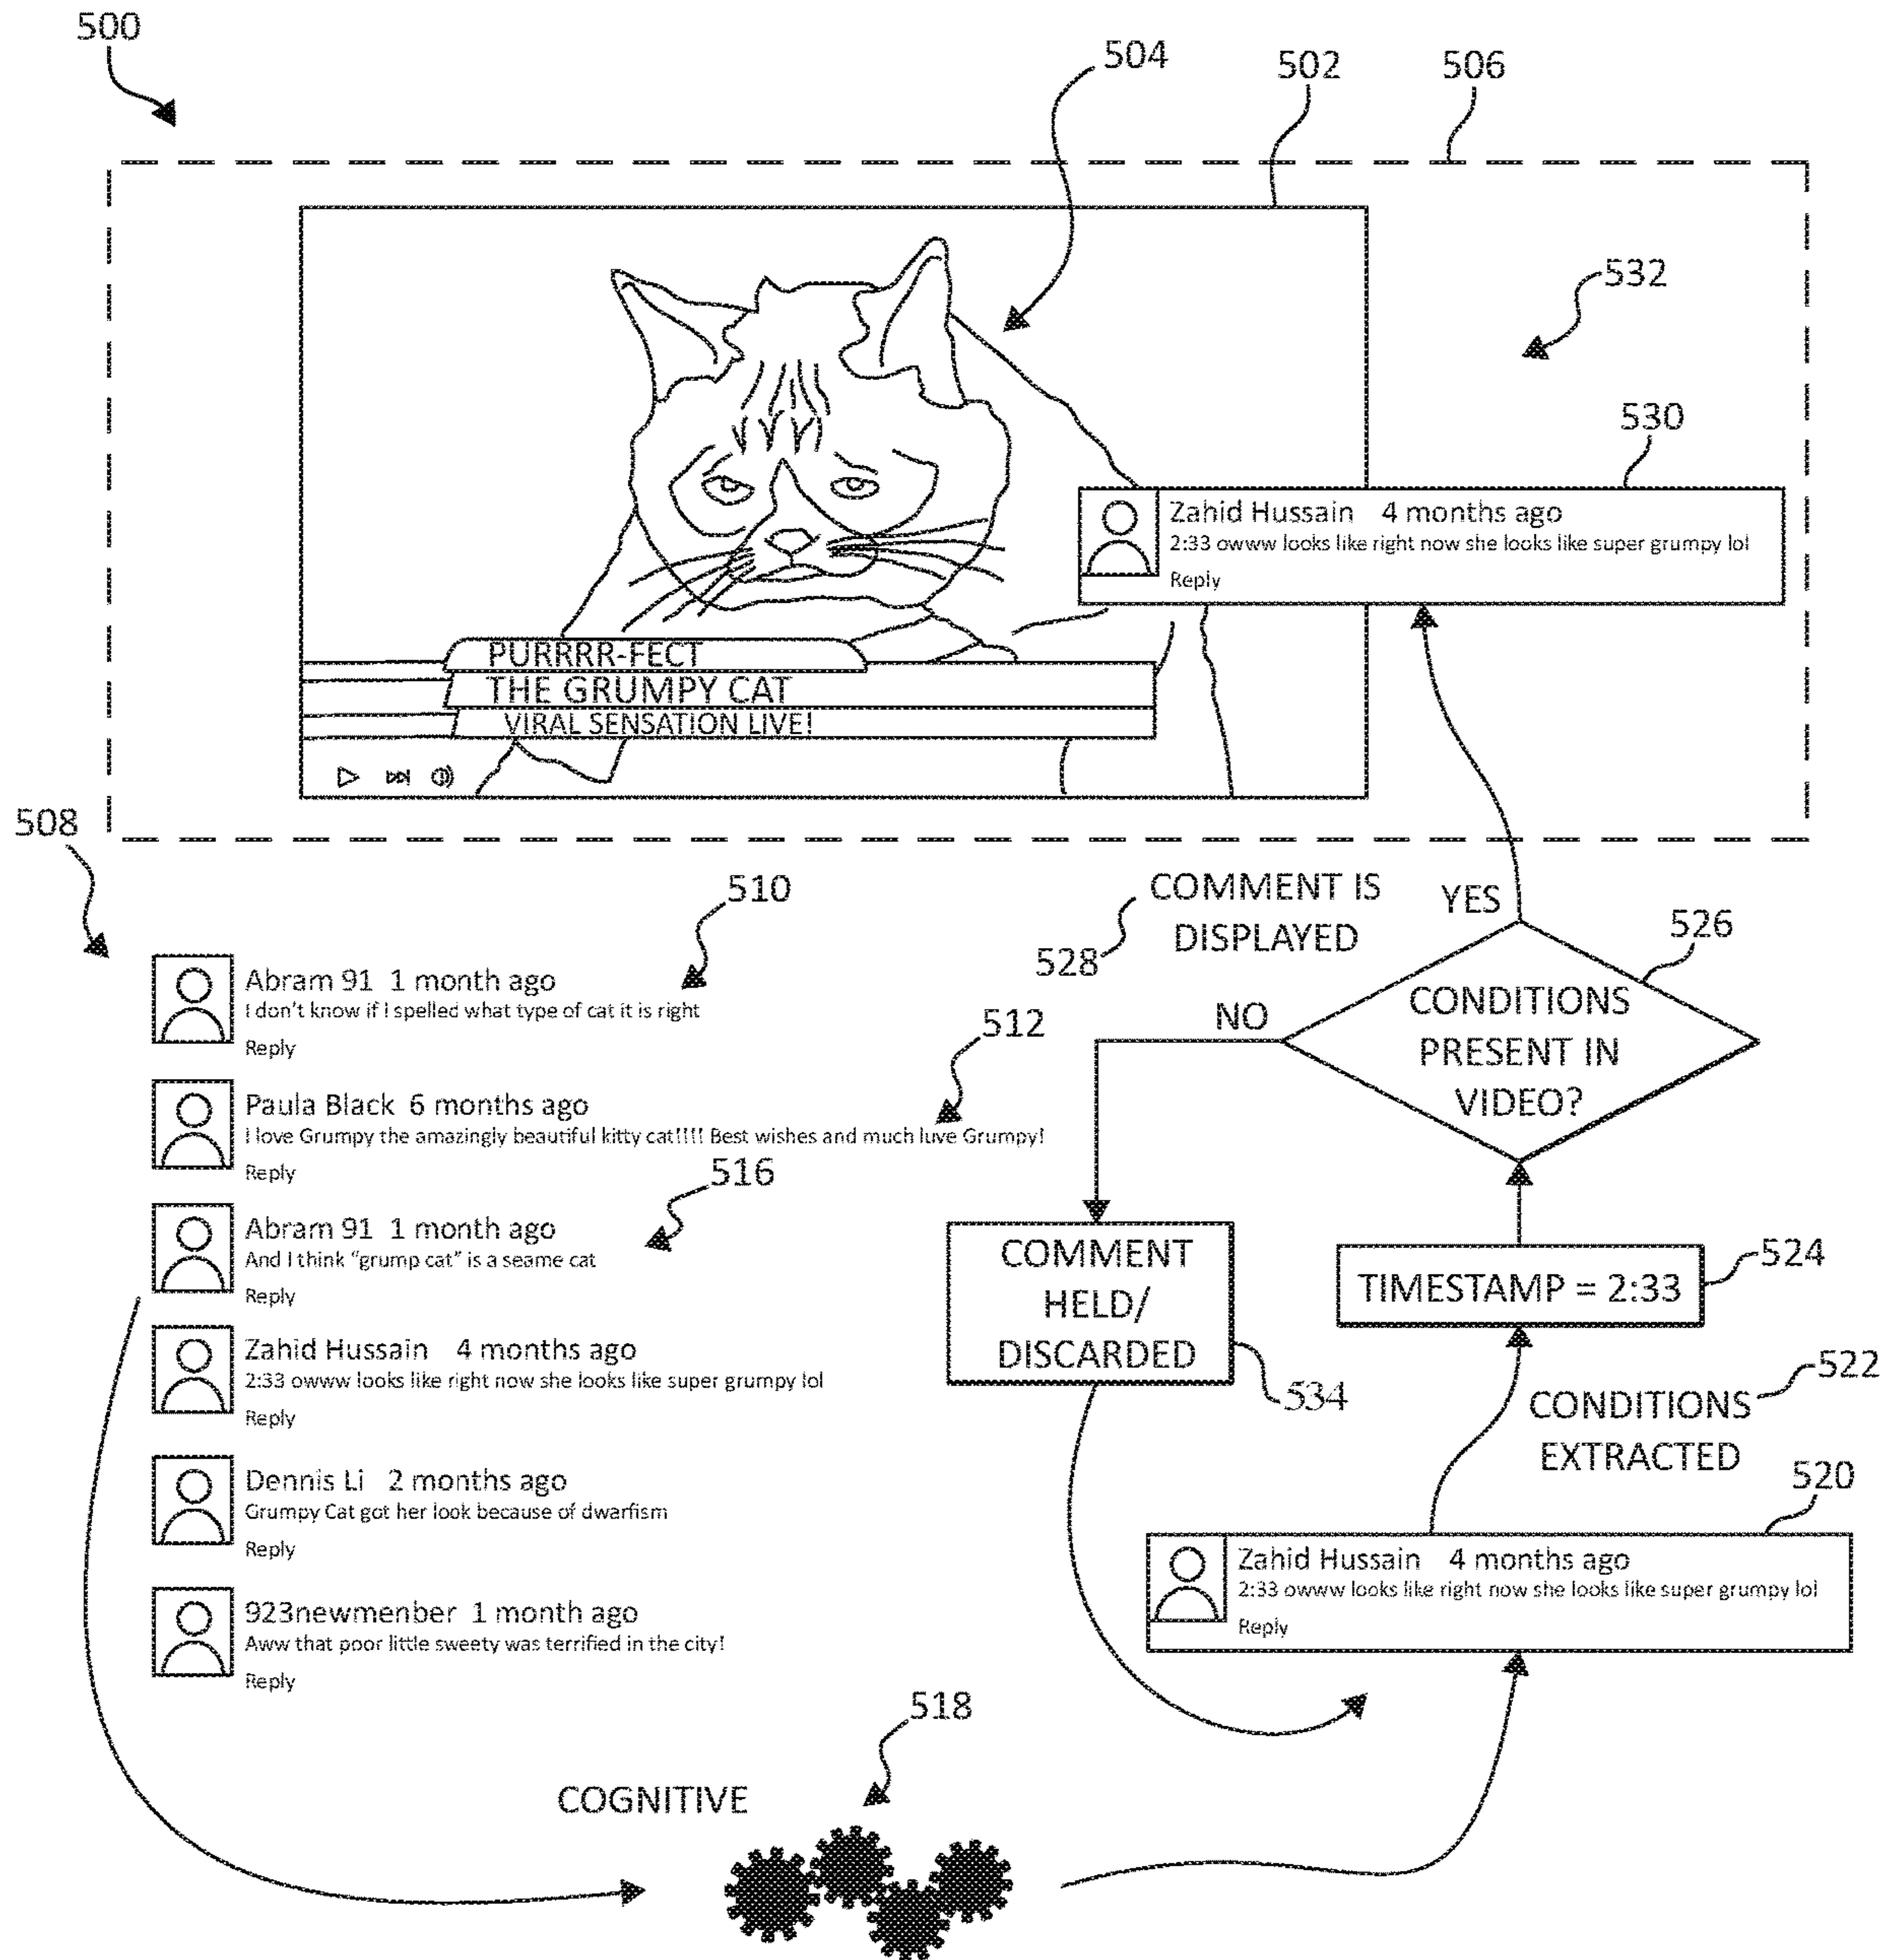 500
504
502
506
532
530
Zahid Hussain 4 months ago
2:33 owww looks like right now she looks like super grumpy lol
Reply
PURRRR-FECT
THE GRUMPY CAT
VIRAL SENSATION LIVE!
508
510
Abram 91 1 month ago
I don't know if I spelled what type of cat it is right
Reply
512
Paula Black 6 months ago
I love Grumpy the amazingly beautiful kitty cat!!!! Best wishes and much luve Grumpy!
Reply
516
Abram 91 1 month ago
And I think "grump cat" is a seame cat
Reply
Zahid Hussain 4 months ago
2:33 owww looks like right now she looks like super grumpy lol
Reply
Dennis Li 2 months ago
Grumpy Cat got her look because of dwarfism
Reply
923newmenber 1 month ago
Aww that poor little sweety was terrified in the city!
Reply
518
COGNITIVE
COMMENT IS
DISPLAYED
528
YES
526
NO
CONDITIONS
PRESENT IN
VIDEO?
COMMENT
HELD/
DISCARDED
534
524
TIMESTAMP = 2:33
522
CONDITIONS
EXTRACTED
520
Zahid Hussain 4 months ago
2:33 owww looks like right now she looks like super grumpy lol
Reply